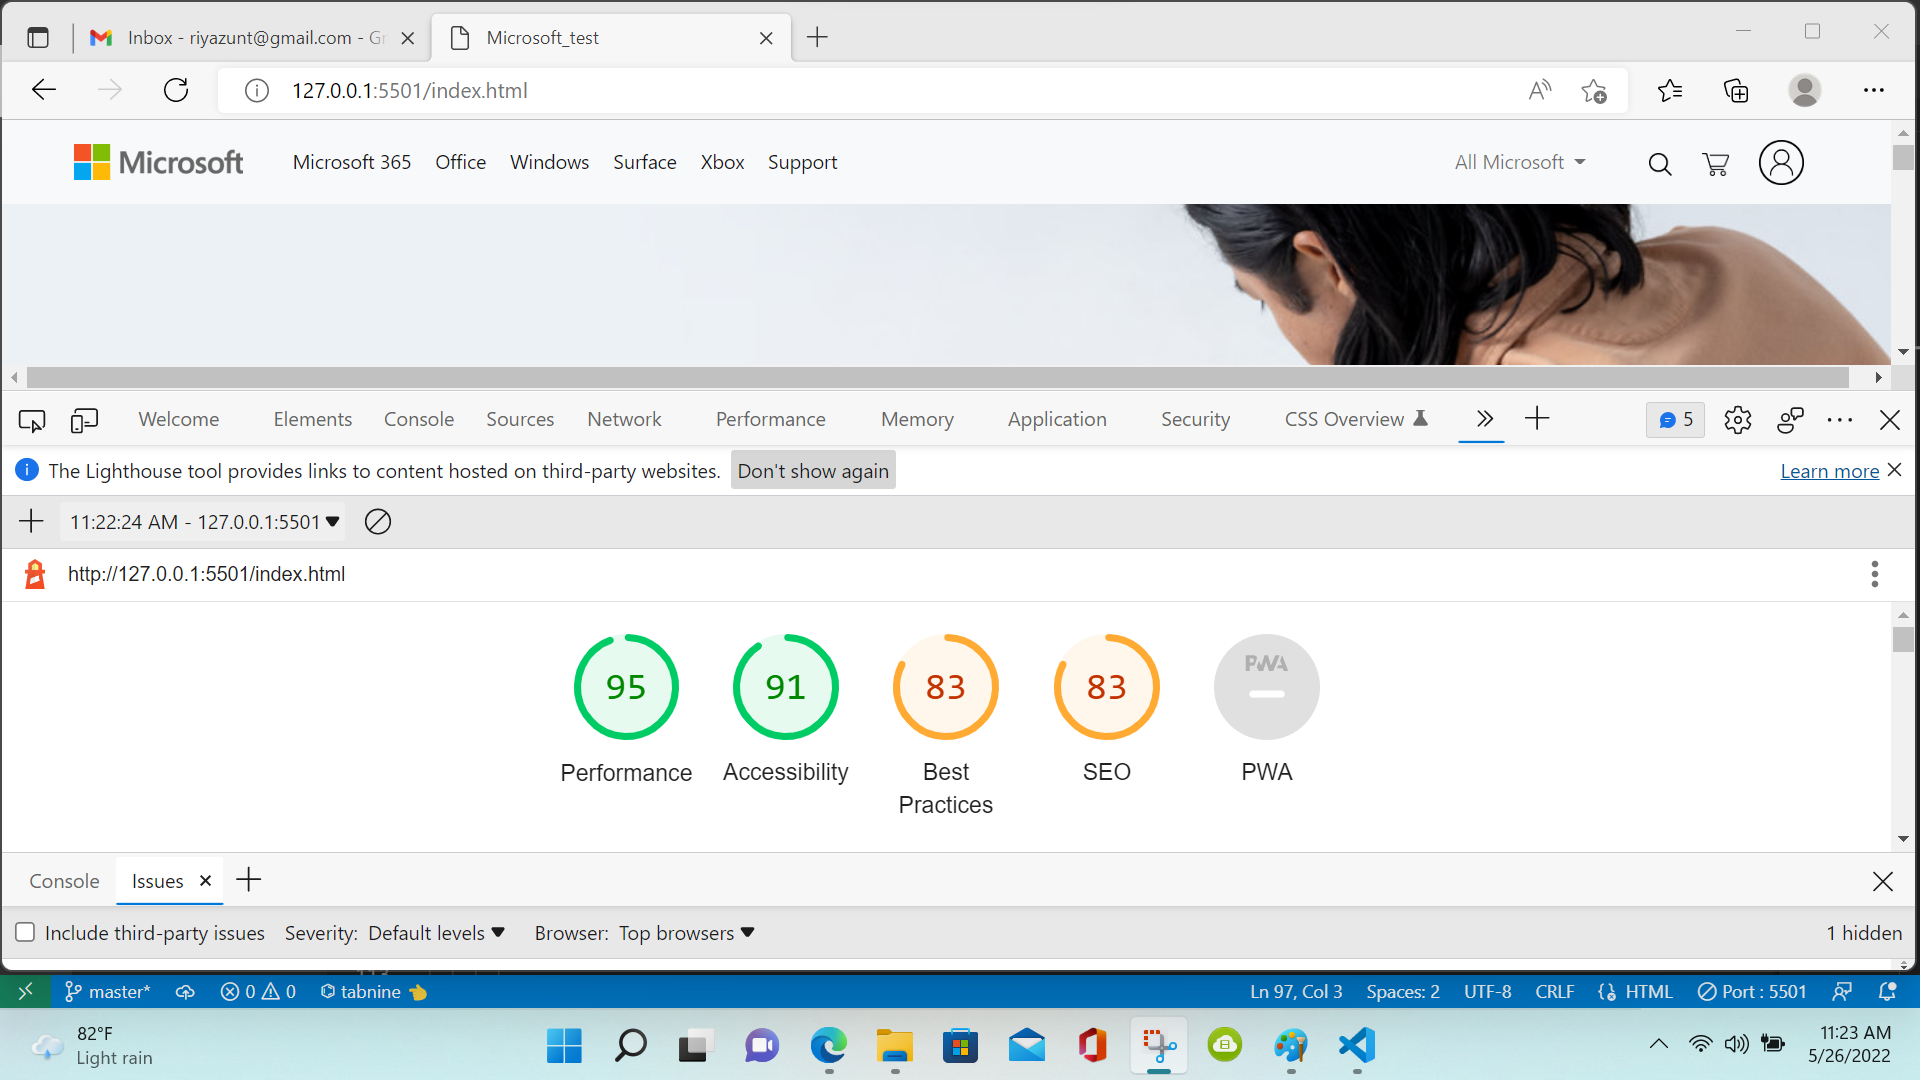 Inbox - riyazunt@gmail.com - Gr
Microsoft_test
127.0.0.1:5501/index.html
Microsoft
Microsoft 365 Office Windows Surface Xbox Support
All Microsoft
Welcome Elements Console Sources Network Performance Memory Application Security CSS Overview
5
The Lighthouse tool provides links to content hosted on third-party websites. Don't show again
Learn more
11:22:24 AM - 127.0.0.1:5501
http://127.0.0.1:5501/index.html
95 91 83 83 PWA
Performance Accessibility Best Practices SEO PWA
Console Issues
Include third-party issues Severity: Default levels Browser: Top browsers 1 hidden
master* 0 0 tabnine Ln 97, Col 3 Spaces: 2 UTF-8 CRLF HTML Port : 5501
82°F
Light rain
11:23 AM
5/26/2022